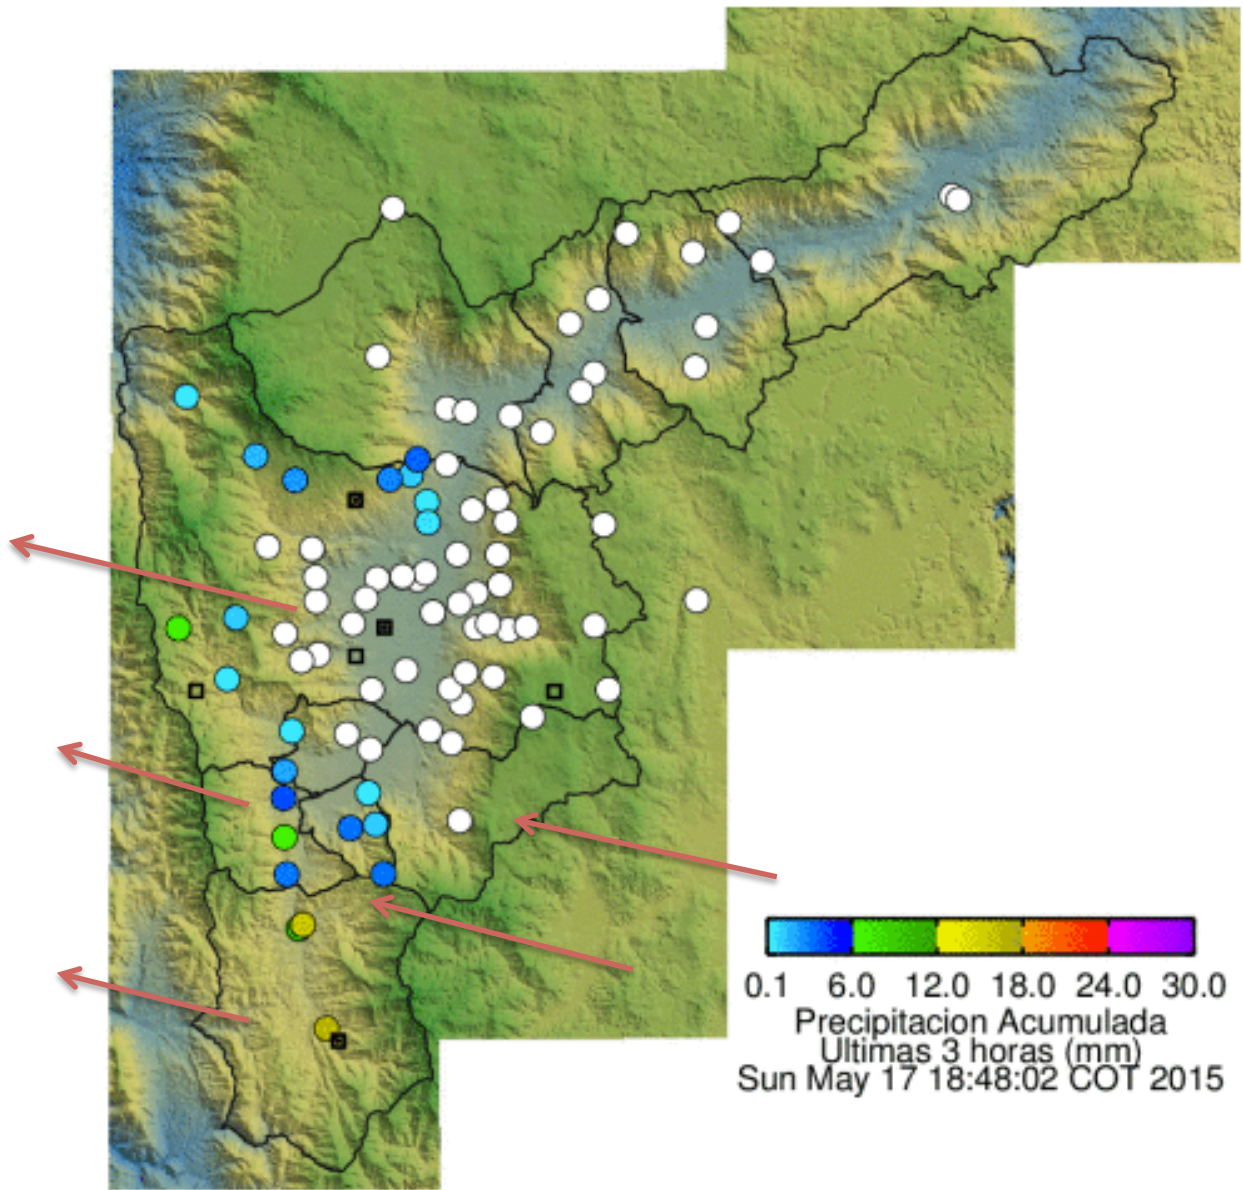 0.1 6.0 12.0 18.0 24.0 30.0
Precipitacion Acumulada
Ultimas 3 horas (mm)
Sun May 17 18:48:02 COT 2015